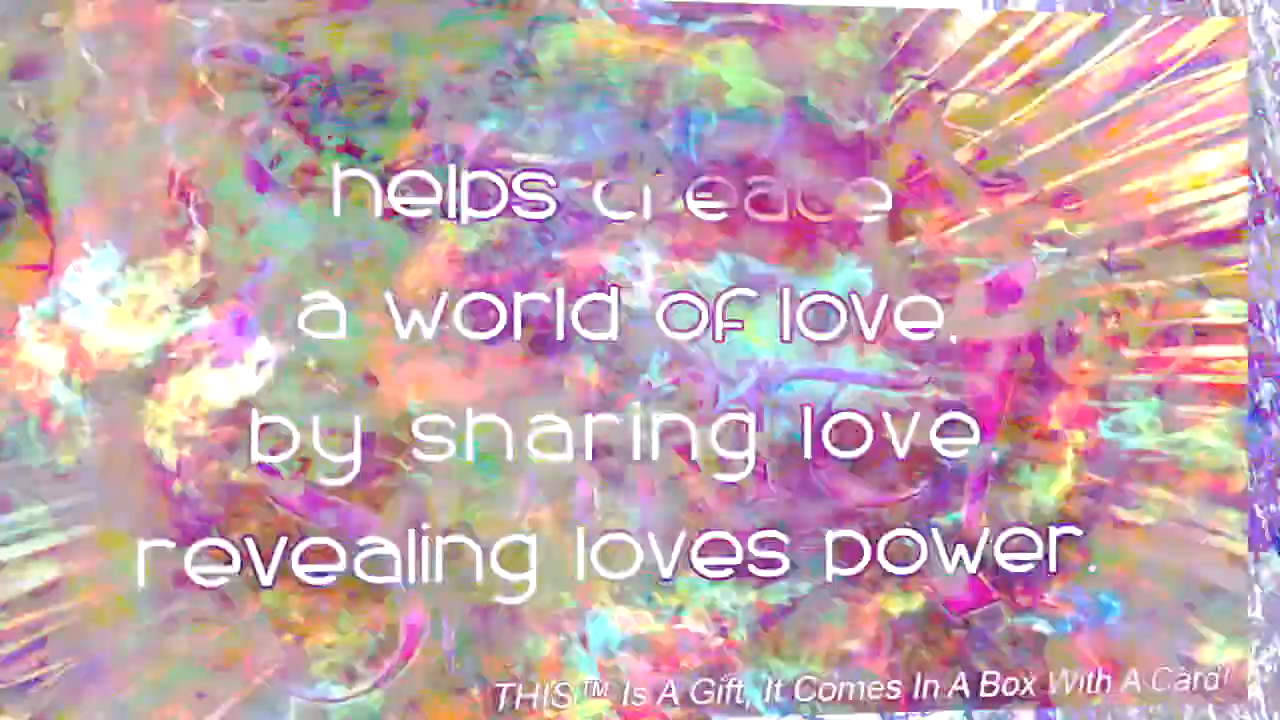 helps create
a world of love,
by sharing love,
revealing loves power.
THIS™ Is A Gift, It Comes In A Box With A Card!